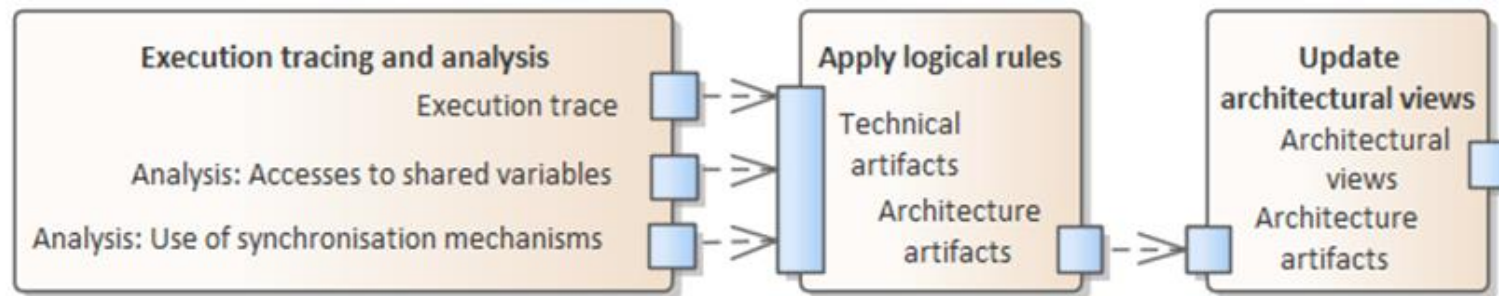 Execution tracing and analysis
Execution trace
Analysis: Accesses to shared variables
Analysis: Use of synchronisation mechanisms
Apply logical rules
Technical
artifacts
Architecture
artifacts
Update
architectural views
Architectural
views
Architecture
artifacts